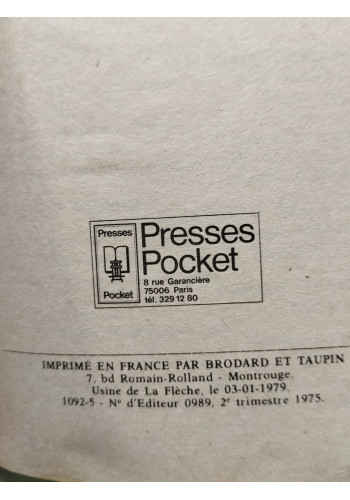 Presses
Pocket
Presses
Pocket
8 rue Garancière
75006 Paris
tél. 329 12 80
IMPRIMÉ EN FRANCE PAR BRODARD ET TAUPIN
7, bd Romain-Rolland - Montrouge.
Usine de La Flèche, le 03-01-1979.
1092-5 - N° d'Editeur 0989, 2e trimestre 1975.